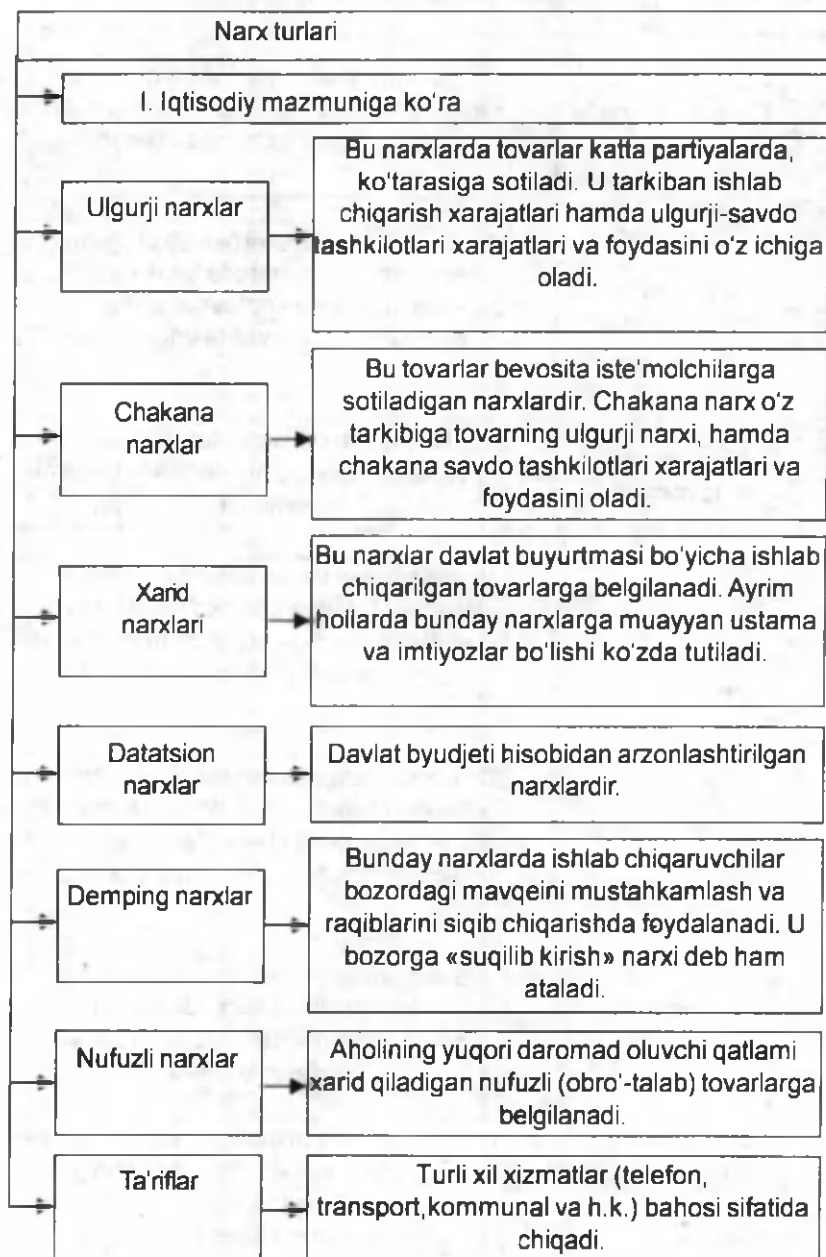 Narx turlari
I. Iqtisodiy mazmuniga ko'ra
Ulgurji narxlar
Bu narxlarda tovarlar katta partiyalarda,
ko'tarasiga sotiladi. U tarkiban ishlab
chiqarish xarajatlari hamda ulgurji-savdo
tashkilotlari xarajatlari va foydasini o'z ichiga
oladi.
Chakana
narxlar
Bu tovarlar bevosita iste'molchilarga
sotiladigan narxlardir. Chakana narx o'z
tarkibiga tovarning ulgurji narxi, hamda
chakana savdo tashkilotlari xarajatlari va
foydasini oladi.
Xarid
narxlari
Bu narxlar davlat buyurtmasi bo'yicha ishlab
chiqarilgan tovarlarga belgilanadi. Ayrim
hollarda bunday narxlarga muayyan ustama
va imtiyozlar bo'lishi ko'zda tutiladi.
Datatsion
narxlar
Davlat byudjeti hisobidan arzonlashtirilgan
narxlardir.
Demping narxlar
Bunday narxlarda ishlab chiqaruvchilar
bozordagi mavqeini mustahkamlash va
raqiblarini siqib chiqarishda foydalanadi. U
bozorga «suqilib kirish» narxi deb ham
ataladi.
Nufuzli narxlar
Aholining yuqori daromad oluvchi qatlami
xarid qiladigan nufuzli (obro'-talab) tovarlarga
belgilanadi.
Ta'riflar
Turli xil xizmatlar (telefon,
transport,kommunal va h.k.) bahosi sifatida
chiqadi.